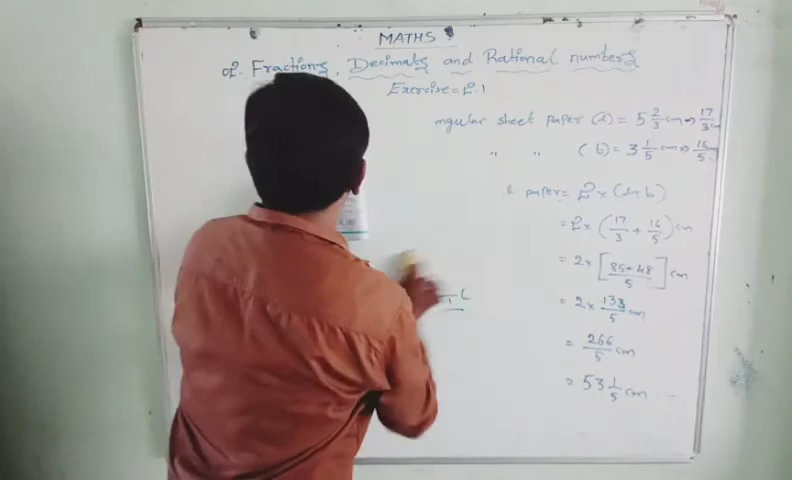 MATHS
02. Fractions, Decimals and Rational numbers
Exercise = 2.1
ngular sheet paper (l) = 5 2/3 cm ⇒ 17/3 cm
" " (b) = 3 1/5 cm ⇒ 16/5
paper = 2 x (l+b)
= 2 x (17/3 + 16/5) cm
= 2 x [85+48/5] cm
= 2 x 133/5 cm
= 266/5 cm
= 53 1/5 cm